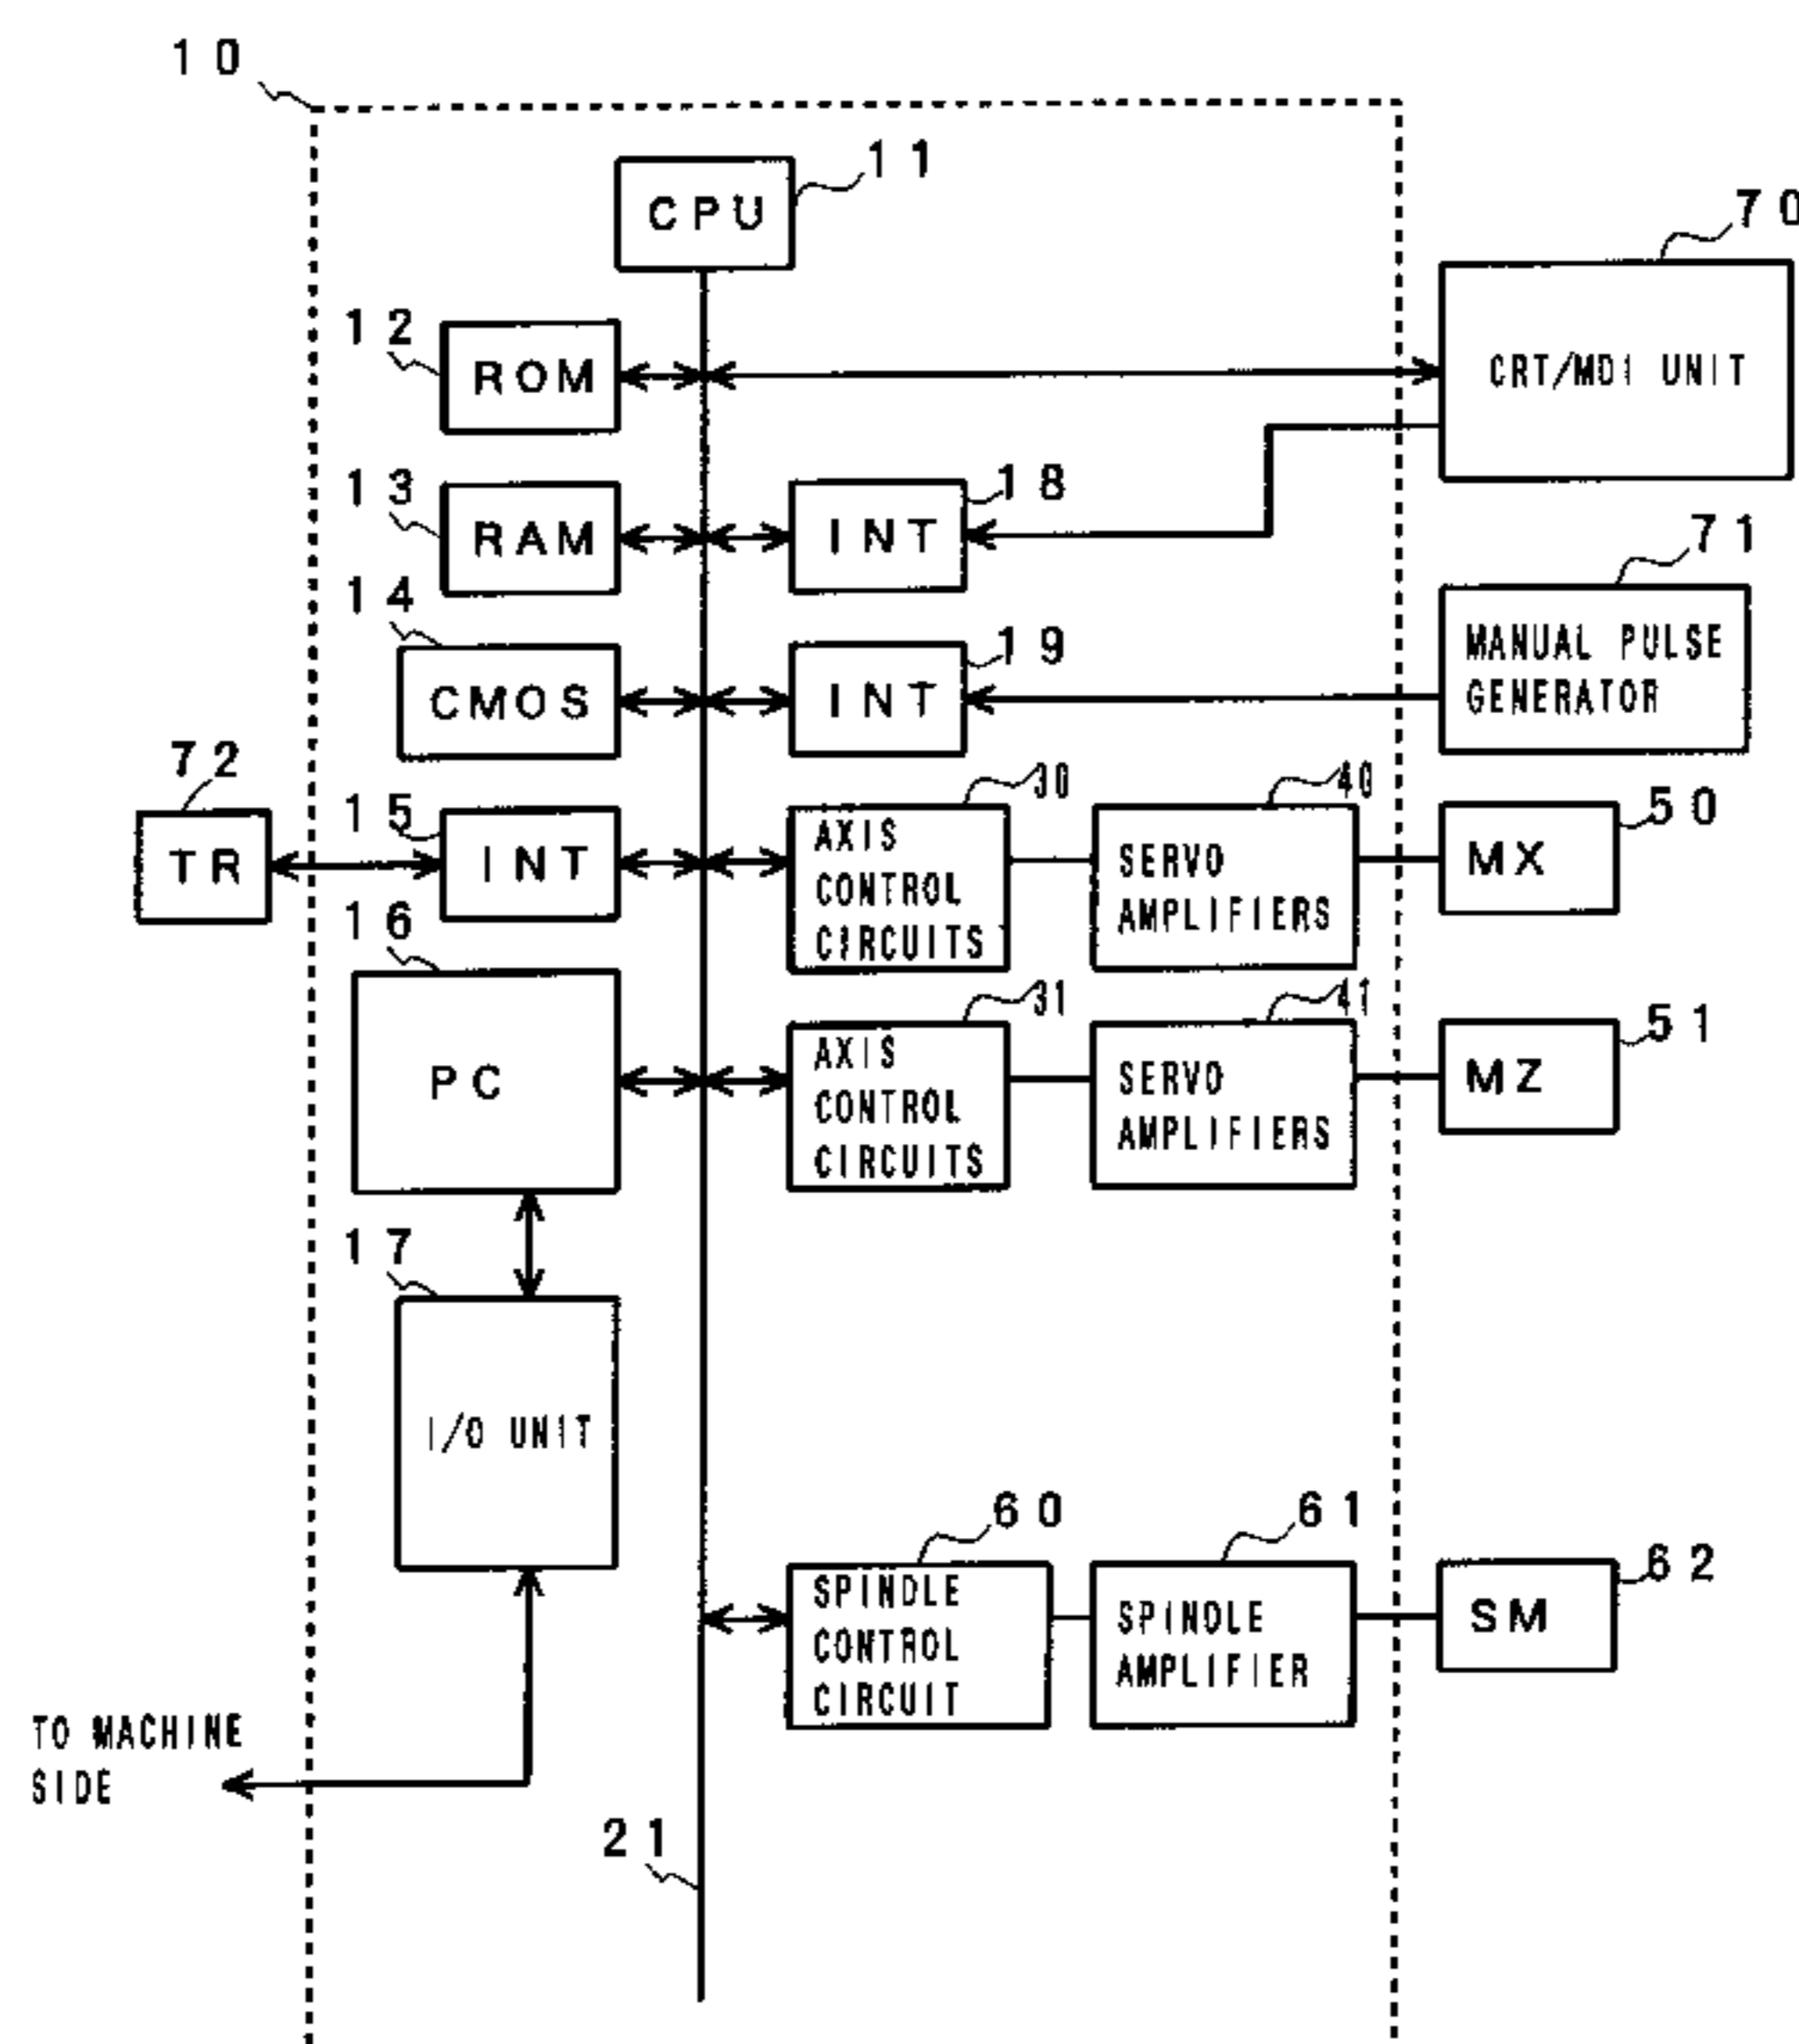 10
11
CPU
70
12
ROM
CRT/MDI UNIT
13
RAM
18
INT
71
14
CMOS
19
INT
MANUAL PULSE
GENERATOR
72
TR
15
INT
30
AXIS
CONTROL
CIRCUITS
40
SERVO
AMPLIFIERS
50
MX
16
PC
31
AXIS
CONTROL
CIRCUITS
41
SERVO
AMPLIFIERS
51
MZ
17
I/O UNIT
60
SPINDLE
CONTROL
CIRCUIT
61
SPINDLE
AMPLIFIER
62
SM
TO MACHINE
SIDE
21